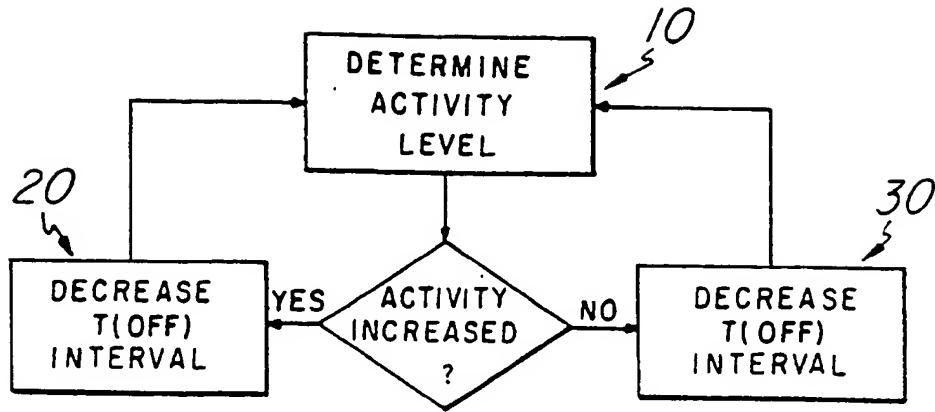 10
DETERMINE
ACTIVITY
LEVEL
20
30
DECREASE
T(OFF)
INTERVAL
YES
ACTIVITY
INCREASED
?
NO
DECREASE
T(OFF)
INTERVAL